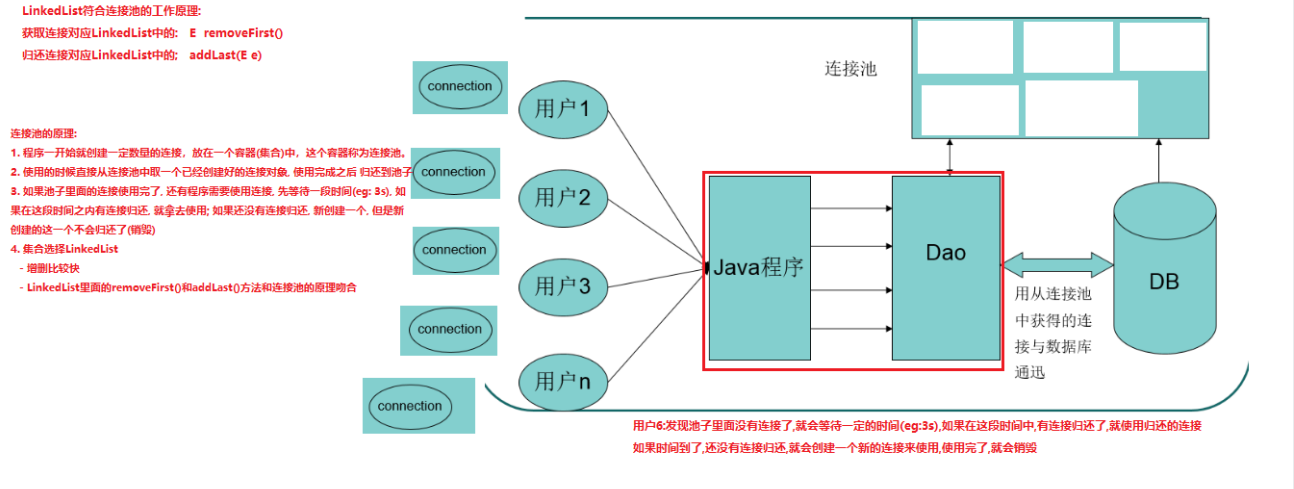 LinkedList符合连接池的工作原理:
获取连接对应LinkedList中的: E removeFirst()
归还连接对应LinkedList中的; addLast(E e)
连接池的原理:
1. 程序一开始就创建一定数量的连接，放在一个容器(集合)中，这个容器称为连接池。
2. 使用的时候直接从连接池中取一个已经创建好的连接对象, 使用完成之后 归还到池子
3. 如果池子里面的连接使用完了, 还有程序需要使用连接, 先等待一段时间(eg: 3s), 如
果在这段时间之内有连接归还, 就拿去使用; 如果还没有连接归还, 新创建一个, 但是新
创建的这一个不会归还了(销毁)
4. 集合选择LinkedList
- 增删比较快
- LinkedList里面的removeFirst()和addLast()方法和连接池的原理吻合
connection
connection
connection
connection
connection
用户1
用户2
用户3
用户n
连接池
Java程序
Dao
DB
用从连接池
中获得的连
接与数据库
通迅
用户6:发现池子里面没有连接了,就会等待一定的时间(eg:3s),如果在这段时间中,有连接归还了,就使用归还的连接
如果时间到了,还没有连接归还,就会创建一个新的连接来使用,使用完了,就会销毁